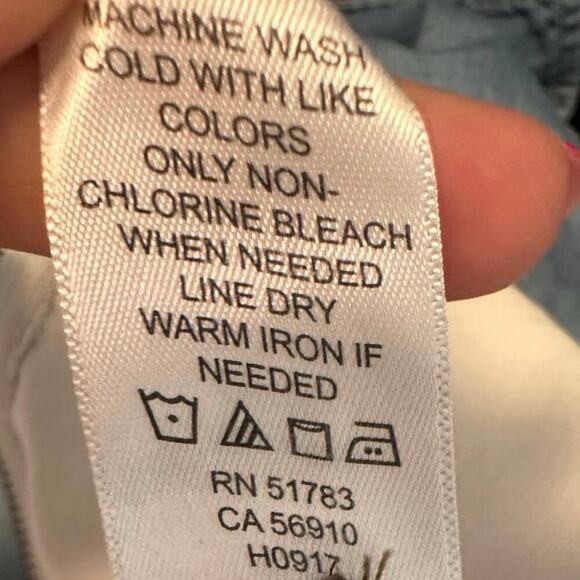 MACHINE WASH
COLD WITH LIKE
COLORS
ONLY NON-
CHLORINE BLEACH
WHEN NEEDED
LINE DRY
WARM IRON IF
NEEDED
RN 51783
CA 56910
H0917